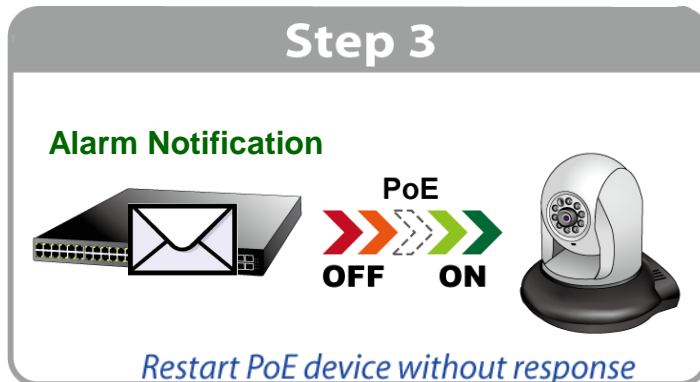 Step 3
Alarm Notification
PoE
OFF ON
Restart PoE device without response